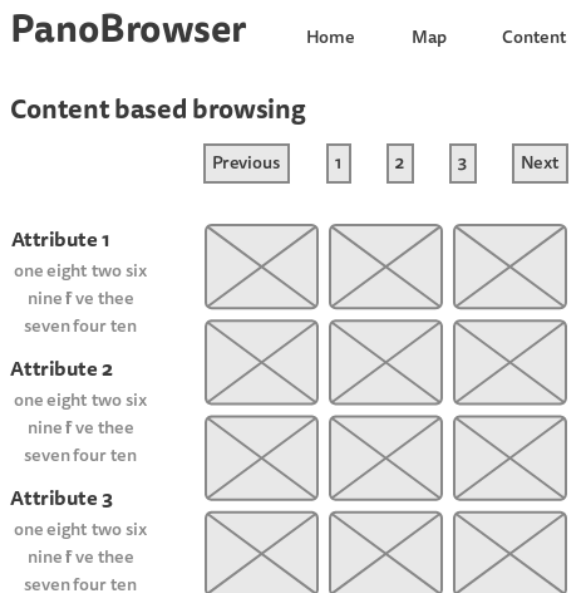 PanoBrowser
Home Map Content
Content based browsing
Previous 1 2 3 Next
Attribute 1
one eight two six
nine f ve thee
seven four ten
Attribute 2
one eight two six
nine f ve thee
seven four ten
Attribute 3
one eight two six
nine f ve thee
seven four ten